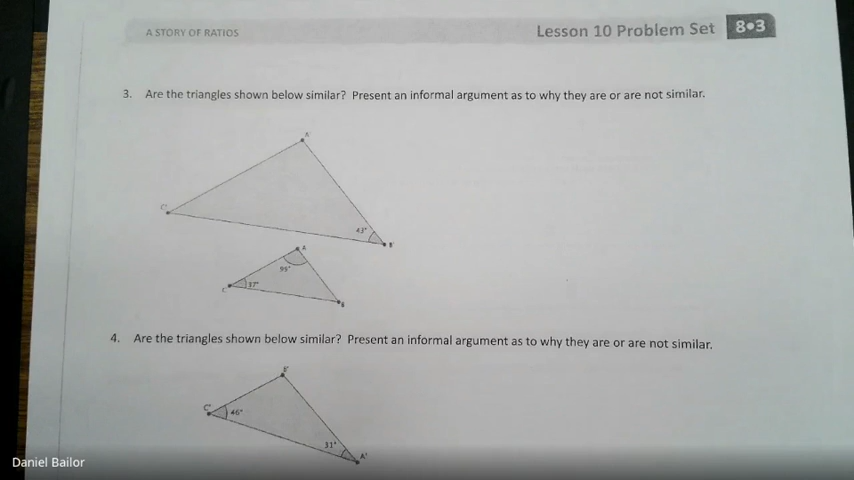 A STORY OF RATIOS
Lesson 10 Problem Set 8•3
3. Are the triangles shown below similar? Present an informal argument as to why they are or are not similar.
A'
C'
43°
B'
A
99°
37°
C
B
4. Are the triangles shown below similar? Present an informal argument as to why they are or are not similar.
B'
C'
46°
31°
A'
Daniel Bailor